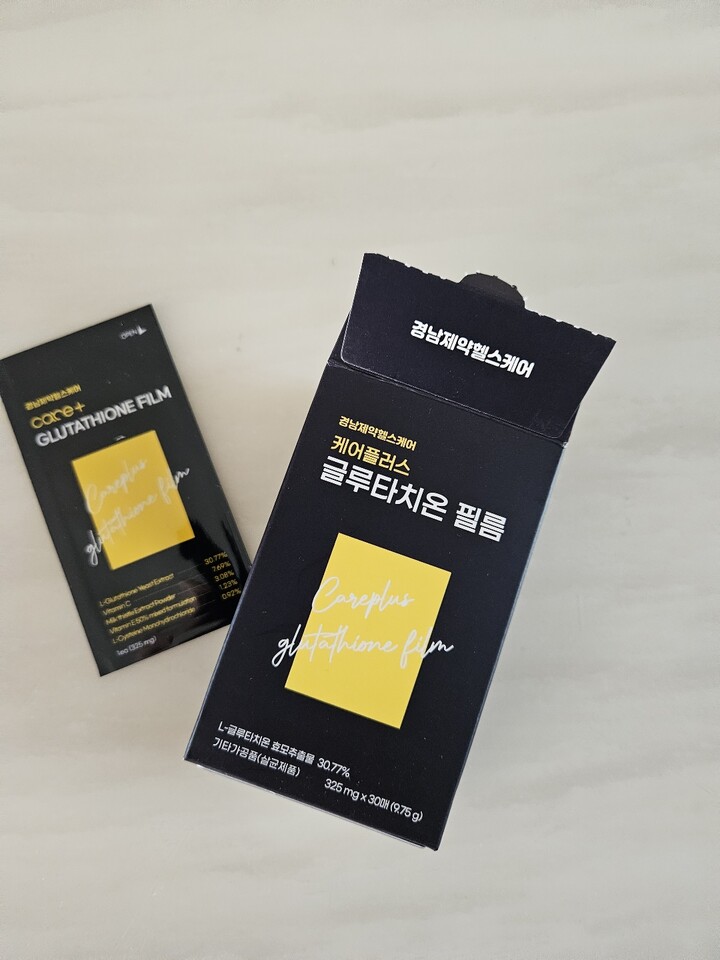 OPEN
경남제약헬스케어
care+
GLUTATHIONE FILM
Careplus
glutathione film
L-Glutathione Yeast Extract 30.77%
Vitamin C 7.69%
Milk thistle Extract Powder 3.08%
Vitamin E 50% mixed formulation 1.23%
L-Cysteine Monohydrochloride 0.92%
1ea (325 mg)
경남제약헬스케어
경남제약헬스케어
케어플러스
글루타치온 필름
Careplus
glutathione film
L-글루타치온 효모추출물 30.77%
기타가공품(살균제품)
325 mg x 30매 (9.75 g)